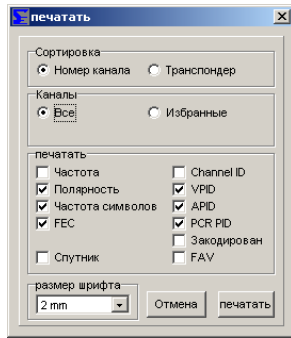 печатать
Сортировка
Номер канала Транспондер
Каналы
Все Избранные
печатать
Частота Channel ID
Полярность VPID
Частота символов APID
FEC PCR PID
Закодирован
Спутник FAV
размер шрифта
2 mm Отмена печатать